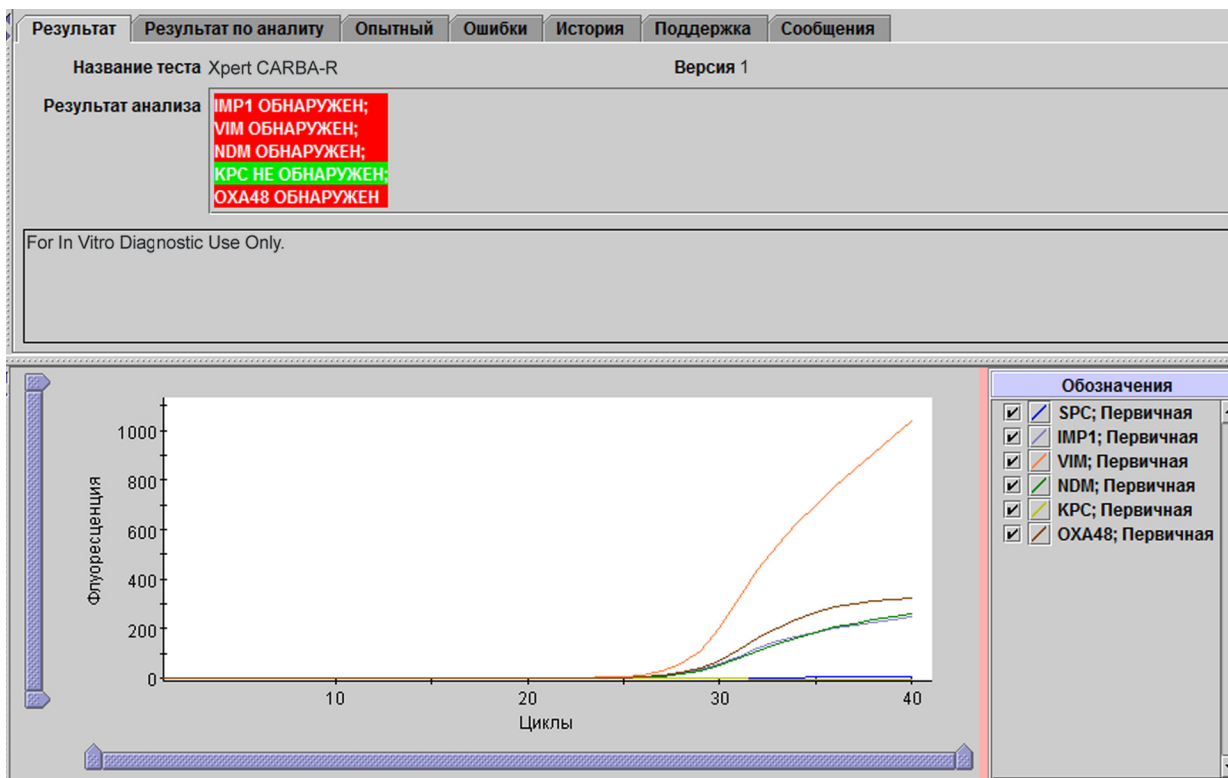 Результат Результат по аналиту Опытный Ошибки История Поддержка Сообщения
Название теста Xpert CARBA-R Версия 1
Результат анализа IMP1 ОБНАРУЖЕН;
VIM ОБНАРУЖЕН;
NDM ОБНАРУЖЕН;
KPC НЕ ОБНАРУЖЕН;
OXA48 ОБНАРУЖЕН
For In Vitro Diagnostic Use Only.
Флуоресценция
1000
800
600
400
200
0
10 20 30 40
Циклы
Обозначения
SPC; Первичная
IMP1; Первичная
VIM; Первичная
NDM; Первичная
KPC; Первичная
OXA48; Первичная